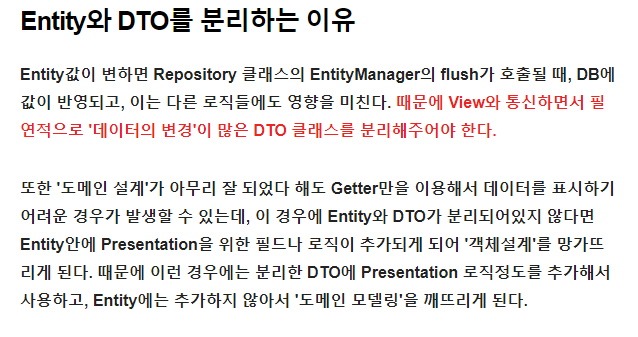 Entity와 DTO를 분리하는 이유
Entity값이 변하면 Repository 클래스의 EntityManager의 flush가 호출될 때, DB에
값이 반영되고, 이는 다른 로직들에도 영향을 미친다. 때문에 View와 통신하면서 필
연적으로 '데이터의 변경'이 많은 DTO 클래스를 분리해주어야 한다.
또한 '도메인 설계'가 아무리 잘 되었다 해도 Getter만을 이용해서 데이터를 표시하기
어려운 경우가 발생할 수 있는데, 이 경우에 Entity와 DTO가 분리되어있지 않다면
Entity안에 Presentation을 위한 필드나 로직이 추가되게 되어 '객체설계'를 망가뜨
리게 된다. 때문에 이런 경우에는 분리한 DTO에 Presentation 로직정도를 추가해서
사용하고, Entity에는 추가하지 않아서 '도메인 모델링'을 깨뜨리게 된다.